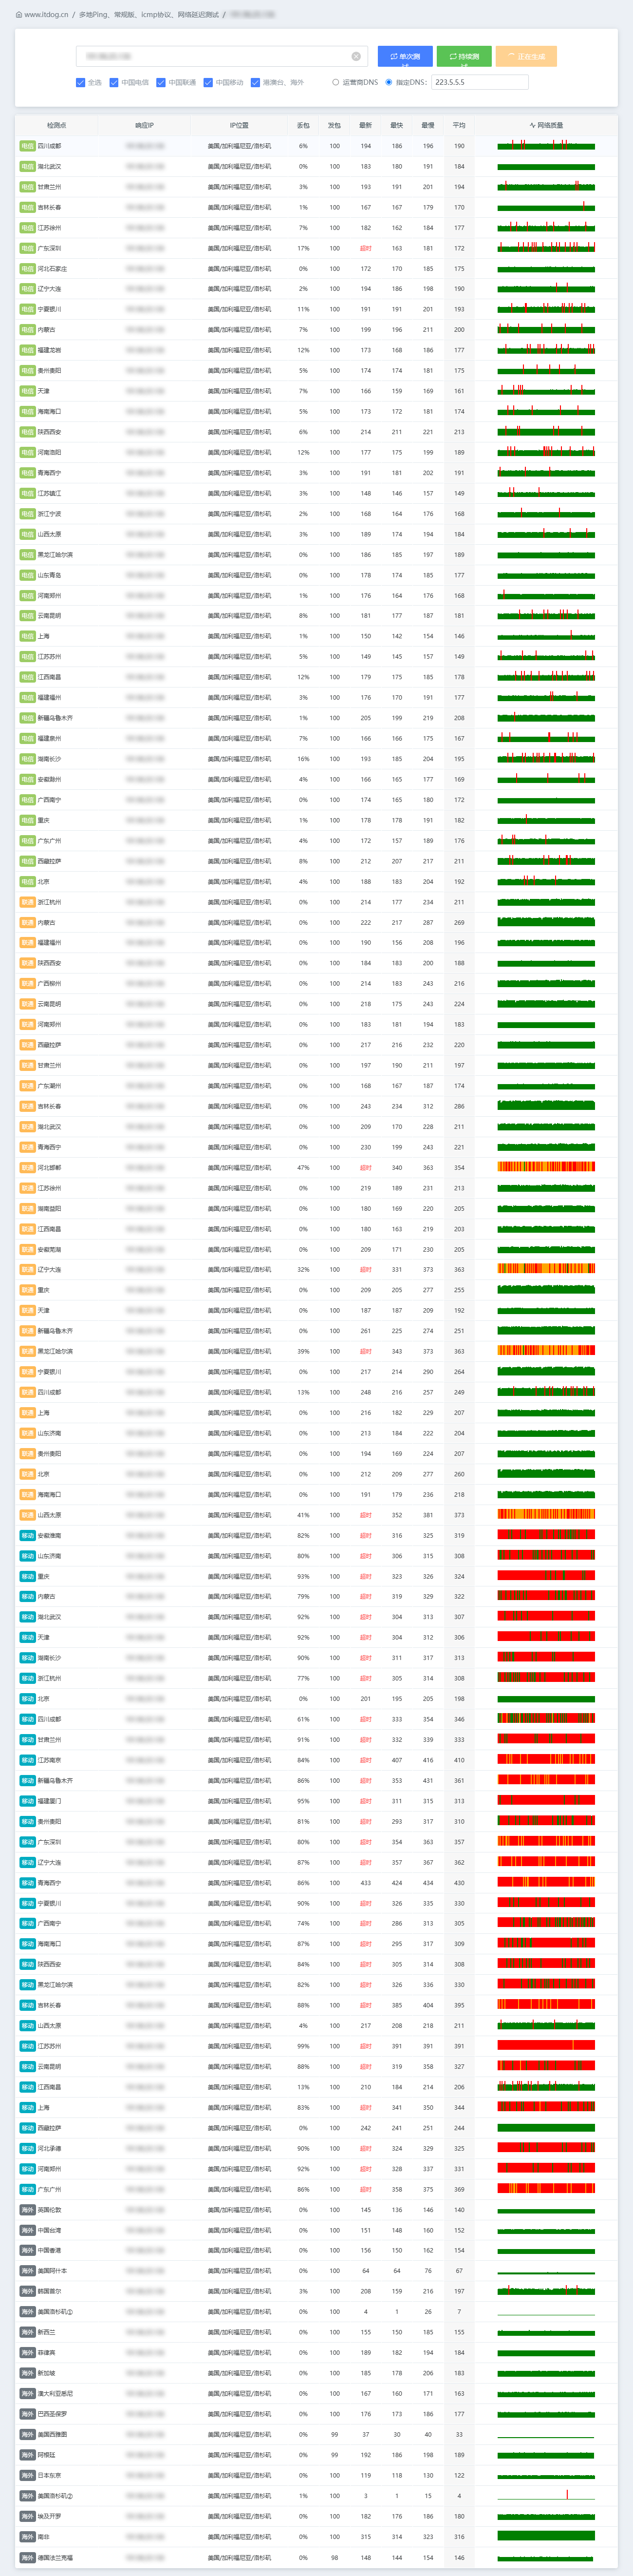 www.itdog.cn / 多地Ping、常规版、icmp协议、网络延迟测试 /
单次测试 持续测试 正在生成
全选 中国电信 中国联通 中国移动 港澳台、海外 运营商DNS 指定DNS: 223.5.5.5
检测点 响应IP IP位置 丢包 发包 最新 最快 最慢 平均 网络质量
电信 四川成都 美国/加利福尼亚/洛杉矶 6% 100 194 186 196 190
电信 湖北武汉 美国/加利福尼亚/洛杉矶 0% 100 183 180 191 184
电信 甘肃兰州 美国/加利福尼亚/洛杉矶 3% 100 193 191 201 194
电信 吉林长春 美国/加利福尼亚/洛杉矶 1% 100 167 167 179 170
电信 江苏徐州 美国/加利福尼亚/洛杉矶 7% 100 182 162 184 177
电信 广东深圳 美国/加利福尼亚/洛杉矶 17% 100 超时 163 181 172
电信 河北石家庄 美国/加利福尼亚/洛杉矶 0% 100 172 170 185 175
电信 辽宁大连 美国/加利福尼亚/洛杉矶 2% 100 194 186 198 190
电信 宁夏银川 美国/加利福尼亚/洛杉矶 11% 100 191 191 201 193
电信 内蒙古 美国/加利福尼亚/洛杉矶 7% 100 199 196 211 200
电信 福建龙岩 美国/加利福尼亚/洛杉矶 12% 100 173 168 186 177
电信 贵州贵阳 美国/加利福尼亚/洛杉矶 5% 100 174 174 181 175
电信 天津 美国/加利福尼亚/洛杉矶 7% 100 166 159 169 161
电信 海南海口 美国/加利福尼亚/洛杉矶 5% 100 173 172 181 174
电信 陕西西安 美国/加利福尼亚/洛杉矶 6% 100 214 211 221 213
电信 河南洛阳 美国/加利福尼亚/洛杉矶 12% 100 177 175 199 189
电信 青海西宁 美国/加利福尼亚/洛杉矶 3% 100 191 181 202 191
电信 江苏镇江 美国/加利福尼亚/洛杉矶 3% 100 148 146 157 149
电信 浙江宁波 美国/加利福尼亚/洛杉矶 2% 100 168 164 176 168
电信 山西太原 美国/加利福尼亚/洛杉矶 3% 100 189 174 194 184
电信 黑龙江哈尔滨 美国/加利福尼亚/洛杉矶 0% 100 186 185 197 189
电信 山东青岛 美国/加利福尼亚/洛杉矶 0% 100 178 174 185 177
电信 河南郑州 美国/加利福尼亚/洛杉矶 1% 100 176 164 176 168
电信 云南昆明 美国/加利福尼亚/洛杉矶 8% 100 181 177 187 181
电信 上海 美国/加利福尼亚/洛杉矶 1% 100 150 142 154 146
电信 江苏苏州 美国/加利福尼亚/洛杉矶 5% 100 149 145 157 149
电信 江西南昌 美国/加利福尼亚/洛杉矶 12% 100 179 175 185 178
电信 福建福州 美国/加利福尼亚/洛杉矶 3% 100 176 170 191 177
电信 新疆乌鲁木齐 美国/加利福尼亚/洛杉矶 1% 100 205 199 219 208
电信 福建泉州 美国/加利福尼亚/洛杉矶 7% 100 166 166 175 167
电信 湖南长沙 美国/加利福尼亚/洛杉矶 16% 100 193 185 204 195
电信 安徽滁州 美国/加利福尼亚/洛杉矶 4% 100 166 165 177 169
电信 广西南宁 美国/加利福尼亚/洛杉矶 0% 100 174 165 180 172
电信 重庆 美国/加利福尼亚/洛杉矶 1% 100 178 178 191 182
电信 广东广州 美国/加利福尼亚/洛杉矶 4% 100 172 157 189 176
电信 西藏拉萨 美国/加利福尼亚/洛杉矶 8% 100 212 207 217 211
电信 北京 美国/加利福尼亚/洛杉矶 4% 100 188 183 204 192
联通 浙江杭州 美国/加利福尼亚/洛杉矶 0% 100 214 177 234 211
联通 内蒙古 美国/加利福尼亚/洛杉矶 0% 100 222 217 287 269
联通 福建福州 美国/加利福尼亚/洛杉矶 0% 100 190 156 208 196
联通 陕西西安 美国/加利福尼亚/洛杉矶 0% 100 184 183 200 188
联通 广西柳州 美国/加利福尼亚/洛杉矶 0% 100 214 183 243 216
联通 云南昆明 美国/加利福尼亚/洛杉矶 0% 100 218 175 243 224
联通 河南郑州 美国/加利福尼亚/洛杉矶 0% 100 183 181 194 183
联通 西藏拉萨 美国/加利福尼亚/洛杉矶 0% 100 217 216 232 220
联通 甘肃兰州 美国/加利福尼亚/洛杉矶 0% 100 197 190 211 197
联通 广东潮州 美国/加利福尼亚/洛杉矶 0% 100 168 167 187 174
联通 吉林长春 美国/加利福尼亚/洛杉矶 0% 100 243 234 312 286
联通 湖北武汉 美国/加利福尼亚/洛杉矶 0% 100 209 170 228 211
联通 青海西宁 美国/加利福尼亚/洛杉矶 0% 100 230 199 243 221
联通 河北邯郸 美国/加利福尼亚/洛杉矶 47% 100 超时 340 363 354
联通 江苏徐州 美国/加利福尼亚/洛杉矶 0% 100 219 189 231 213
联通 湖南益阳 美国/加利福尼亚/洛杉矶 0% 100 180 169 220 205
联通 江西南昌 美国/加利福尼亚/洛杉矶 0% 100 180 163 219 203
联通 安徽芜湖 美国/加利福尼亚/洛杉矶 0% 100 209 171 230 205
联通 辽宁大连 美国/加利福尼亚/洛杉矶 32% 100 超时 331 373 363
联通 重庆 美国/加利福尼亚/洛杉矶 0% 100 209 205 277 255
联通 天津 美国/加利福尼亚/洛杉矶 0% 100 187 187 209 192
联通 新疆乌鲁木齐 美国/加利福尼亚/洛杉矶 0% 100 261 225 274 251
联通 黑龙江哈尔滨 美国/加利福尼亚/洛杉矶 39% 100 超时 343 373 363
联通 宁夏银川 美国/加利福尼亚/洛杉矶 0% 100 217 214 290 264
联通 四川成都 美国/加利福尼亚/洛杉矶 13% 100 248 216 257 249
联通 上海 美国/加利福尼亚/洛杉矶 0% 100 216 182 229 207
联通 山东济南 美国/加利福尼亚/洛杉矶 0% 100 213 184 222 204
联通 贵州贵阳 美国/加利福尼亚/洛杉矶 0% 100 194 169 224 207
联通 北京 美国/加利福尼亚/洛杉矶 0% 100 212 209 277 260
联通 海南海口 美国/加利福尼亚/洛杉矶 0% 100 191 179 236 218
联通 山西太原 美国/加利福尼亚/洛杉矶 41% 100 超时 352 381 373
移动 安徽淮南 美国/加利福尼亚/洛杉矶 82% 100 超时 316 325 319
移动 山东济南 美国/加利福尼亚/洛杉矶 80% 100 超时 306 315 308
移动 重庆 美国/加利福尼亚/洛杉矶 93% 100 超时 323 326 324
移动 内蒙古 美国/加利福尼亚/洛杉矶 79% 100 超时 319 329 322
移动 湖北武汉 美国/加利福尼亚/洛杉矶 92% 100 超时 304 313 307
移动 天津 美国/加利福尼亚/洛杉矶 92% 100 超时 304 312 306
移动 湖南长沙 美国/加利福尼亚/洛杉矶 90% 100 超时 311 317 313
移动 浙江杭州 美国/加利福尼亚/洛杉矶 77% 100 超时 305 314 308
移动 北京 美国/加利福尼亚/洛杉矶 0% 100 201 195 205 198
移动 四川成都 美国/加利福尼亚/洛杉矶 61% 100 超时 333 354 346
移动 甘肃兰州 美国/加利福尼亚/洛杉矶 91% 100 超时 332 339 333
移动 江苏南京 美国/加利福尼亚/洛杉矶 84% 100 超时 407 416 410
移动 新疆乌鲁木齐 美国/加利福尼亚/洛杉矶 86% 100 超时 353 431 361
移动 福建厦门 美国/加利福尼亚/洛杉矶 95% 100 超时 311 315 313
移动 贵州贵阳 美国/加利福尼亚/洛杉矶 81% 100 超时 293 317 310
移动 广东深圳 美国/加利福尼亚/洛杉矶 80% 100 超时 354 363 357
移动 辽宁大连 美国/加利福尼亚/洛杉矶 87% 100 超时 357 367 362
移动 青海西宁 美国/加利福尼亚/洛杉矶 86% 100 433 424 434 430
移动 宁夏银川 美国/加利福尼亚/洛杉矶 90% 100 超时 326 335 330
移动 广西南宁 美国/加利福尼亚/洛杉矶 74% 100 超时 286 313 305
移动 海南海口 美国/加利福尼亚/洛杉矶 87% 100 超时 295 317 309
移动 陕西西安 美国/加利福尼亚/洛杉矶 84% 100 超时 305 314 308
移动 黑龙江哈尔滨 美国/加利福尼亚/洛杉矶 82% 100 超时 326 336 330
移动 吉林长春 美国/加利福尼亚/洛杉矶 88% 100 超时 385 404 395
移动 山西太原 美国/加利福尼亚/洛杉矶 4% 100 217 208 218 211
移动 江苏苏州 美国/加利福尼亚/洛杉矶 99% 100 超时 391 391 391
移动 云南昆明 美国/加利福尼亚/洛杉矶 88% 100 超时 319 358 327
移动 江西南昌 美国/加利福尼亚/洛杉矶 13% 100 210 184 214 206
移动 上海 美国/加利福尼亚/洛杉矶 83% 100 超时 341 350 344
移动 西藏拉萨 美国/加利福尼亚/洛杉矶 0% 100 242 241 251 244
移动 河北承德 美国/加利福尼亚/洛杉矶 90% 100 超时 324 329 325
移动 河南郑州 美国/加利福尼亚/洛杉矶 92% 100 超时 328 337 331
移动 广东广州 美国/加利福尼亚/洛杉矶 86% 100 超时 358 375 369
海外 英国伦敦 美国/加利福尼亚/洛杉矶 0% 100 145 136 146 140
海外 中国台湾 美国/加利福尼亚/洛杉矶 0% 100 151 148 160 152
海外 中国香港 美国/加利福尼亚/洛杉矶 0% 100 156 150 162 154
海外 美国阿什本 美国/加利福尼亚/洛杉矶 0% 100 64 64 76 67
海外 韩国首尔 美国/加利福尼亚/洛杉矶 3% 100 208 159 216 197
海外 美国洛杉矶② 美国/加利福尼亚/洛杉矶 0% 100 4 1 26 7
海外 新西兰 美国/加利福尼亚/洛杉矶 0% 100 155 150 185 155
海外 菲律宾 美国/加利福尼亚/洛杉矶 0% 100 189 182 194 184
海外 新加坡 美国/加利福尼亚/洛杉矶 0% 100 185 178 206 183
海外 澳大利亚悉尼 美国/加利福尼亚/洛杉矶 0% 100 167 160 171 163
海外 巴西圣保罗 美国/加利福尼亚/洛杉矶 0% 100 176 173 186 177
海外 美国西雅图 美国/加利福尼亚/洛杉矶 0% 99 37 30 40 33
海外 阿根廷 美国/加利福尼亚/洛杉矶 0% 99 192 186 198 189
海外 日本东京 美国/加利福尼亚/洛杉矶 0% 100 119 118 130 122
海外 美国洛杉矶② 美国/加利福尼亚/洛杉矶 1% 100 3 1 15 4
海外 埃及开罗 美国/加利福尼亚/洛杉矶 0% 100 182 176 186 180
海外 南非 美国/加利福尼亚/洛杉矶 0% 100 315 314 323 316
海外 德国法兰克福 美国/加利福尼亚/洛杉矶 0% 98 148 144 154 146